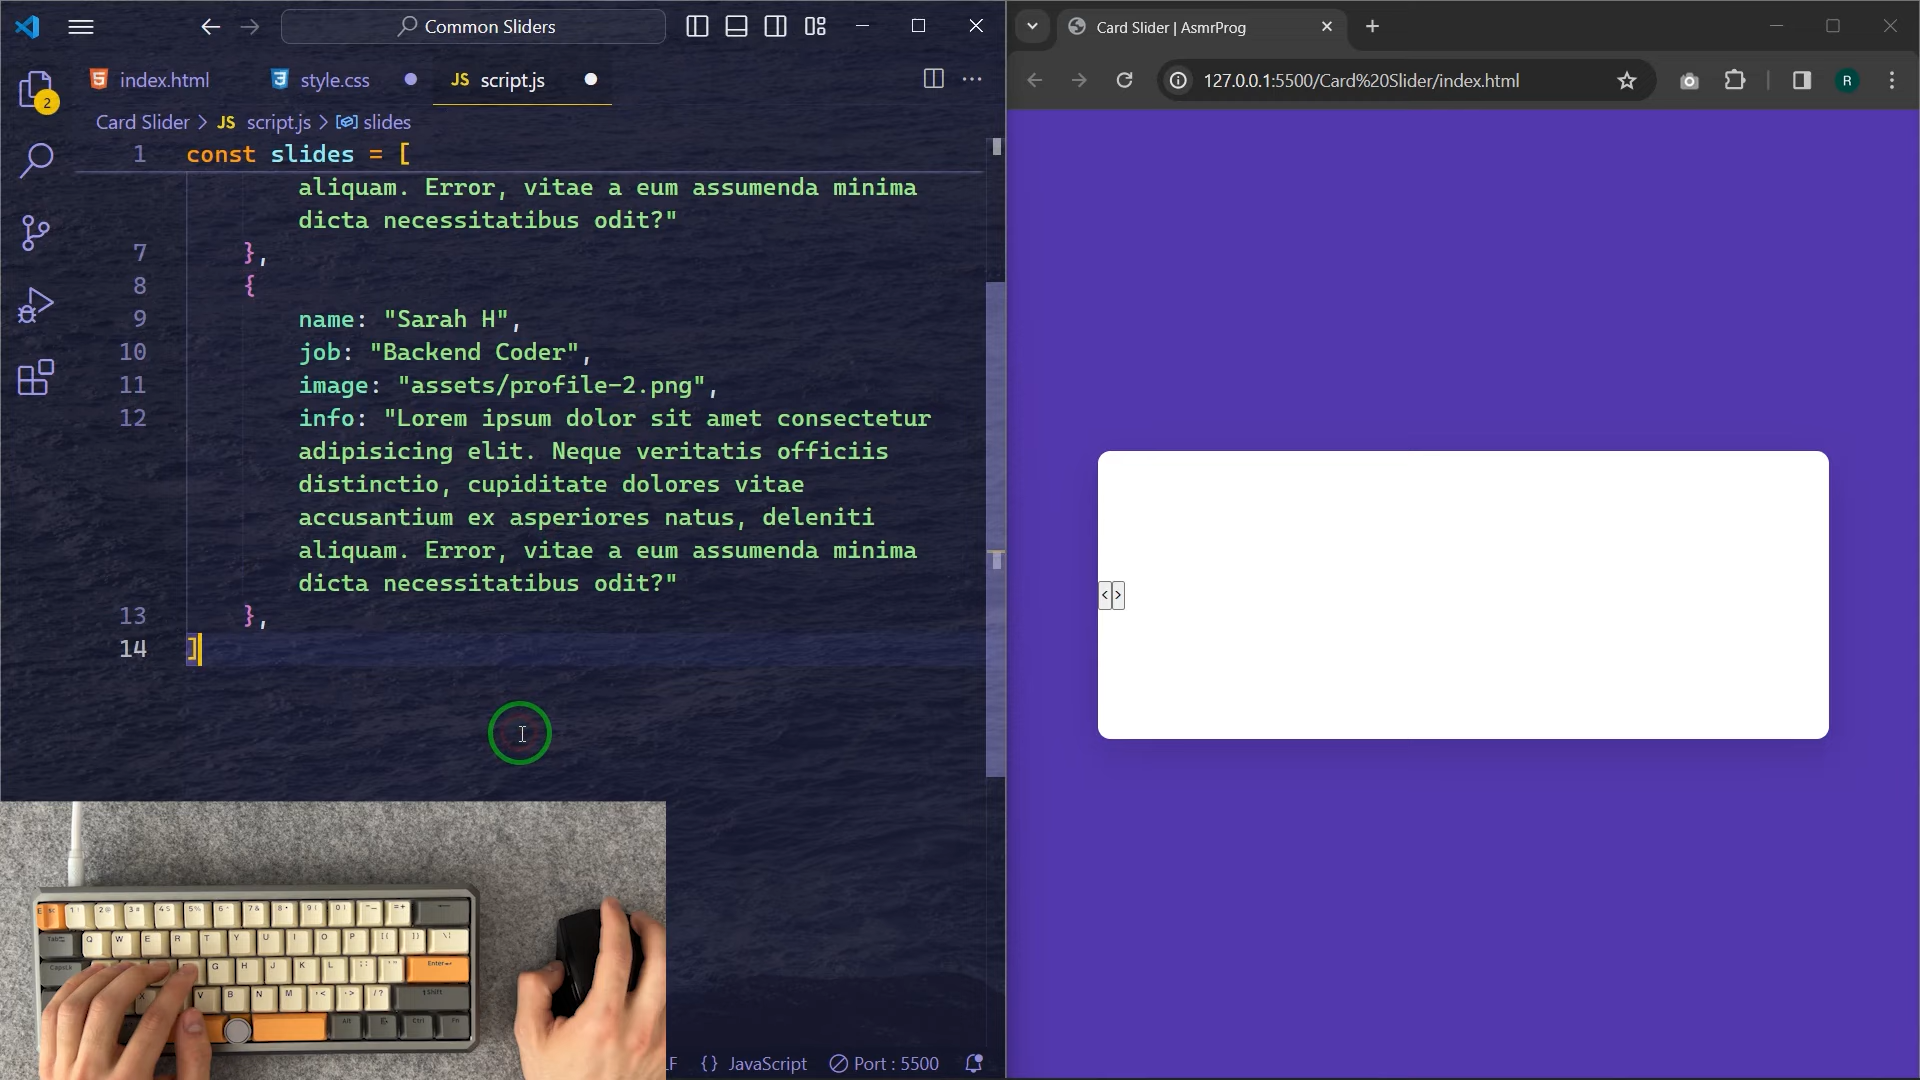 Common Sliders
index.html
style.css
JS script.js
2
Card Slider > JS script.js > slides
1 const slides = [
aliquam. Error, vitae a eum assumenda minima
dicta necessitatibus odit?"
7 },
8 {
9 name: "Sarah H",
10 job: "Backend Coder",
11 image: "assets/profile-2.png",
12 info: "Lorem ipsum dolor sit amet consectetur
adipisicing elit. Neque veritatis officiis
distinctio, cupiditate dolores vitae
accusantium ex asperiores natus, deleniti
aliquam. Error, vitae a eum assumenda minima
dicta necessitatibus odit?"
13 },
14 ]
{} JavaScript
Port : 5500
Card Slider | AsmrProg
127.0.0.1:5500/Card%20Slider/index.html
R
< >
Q W E R T Y U I O P
G H J K L
Enter
V B N M